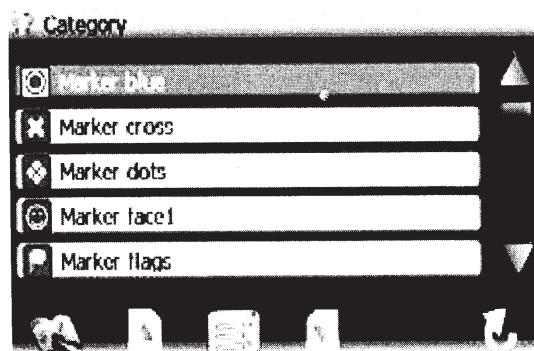 Category
Marker blue
Marker cross
Marker dots
Marker face1
Marker flags